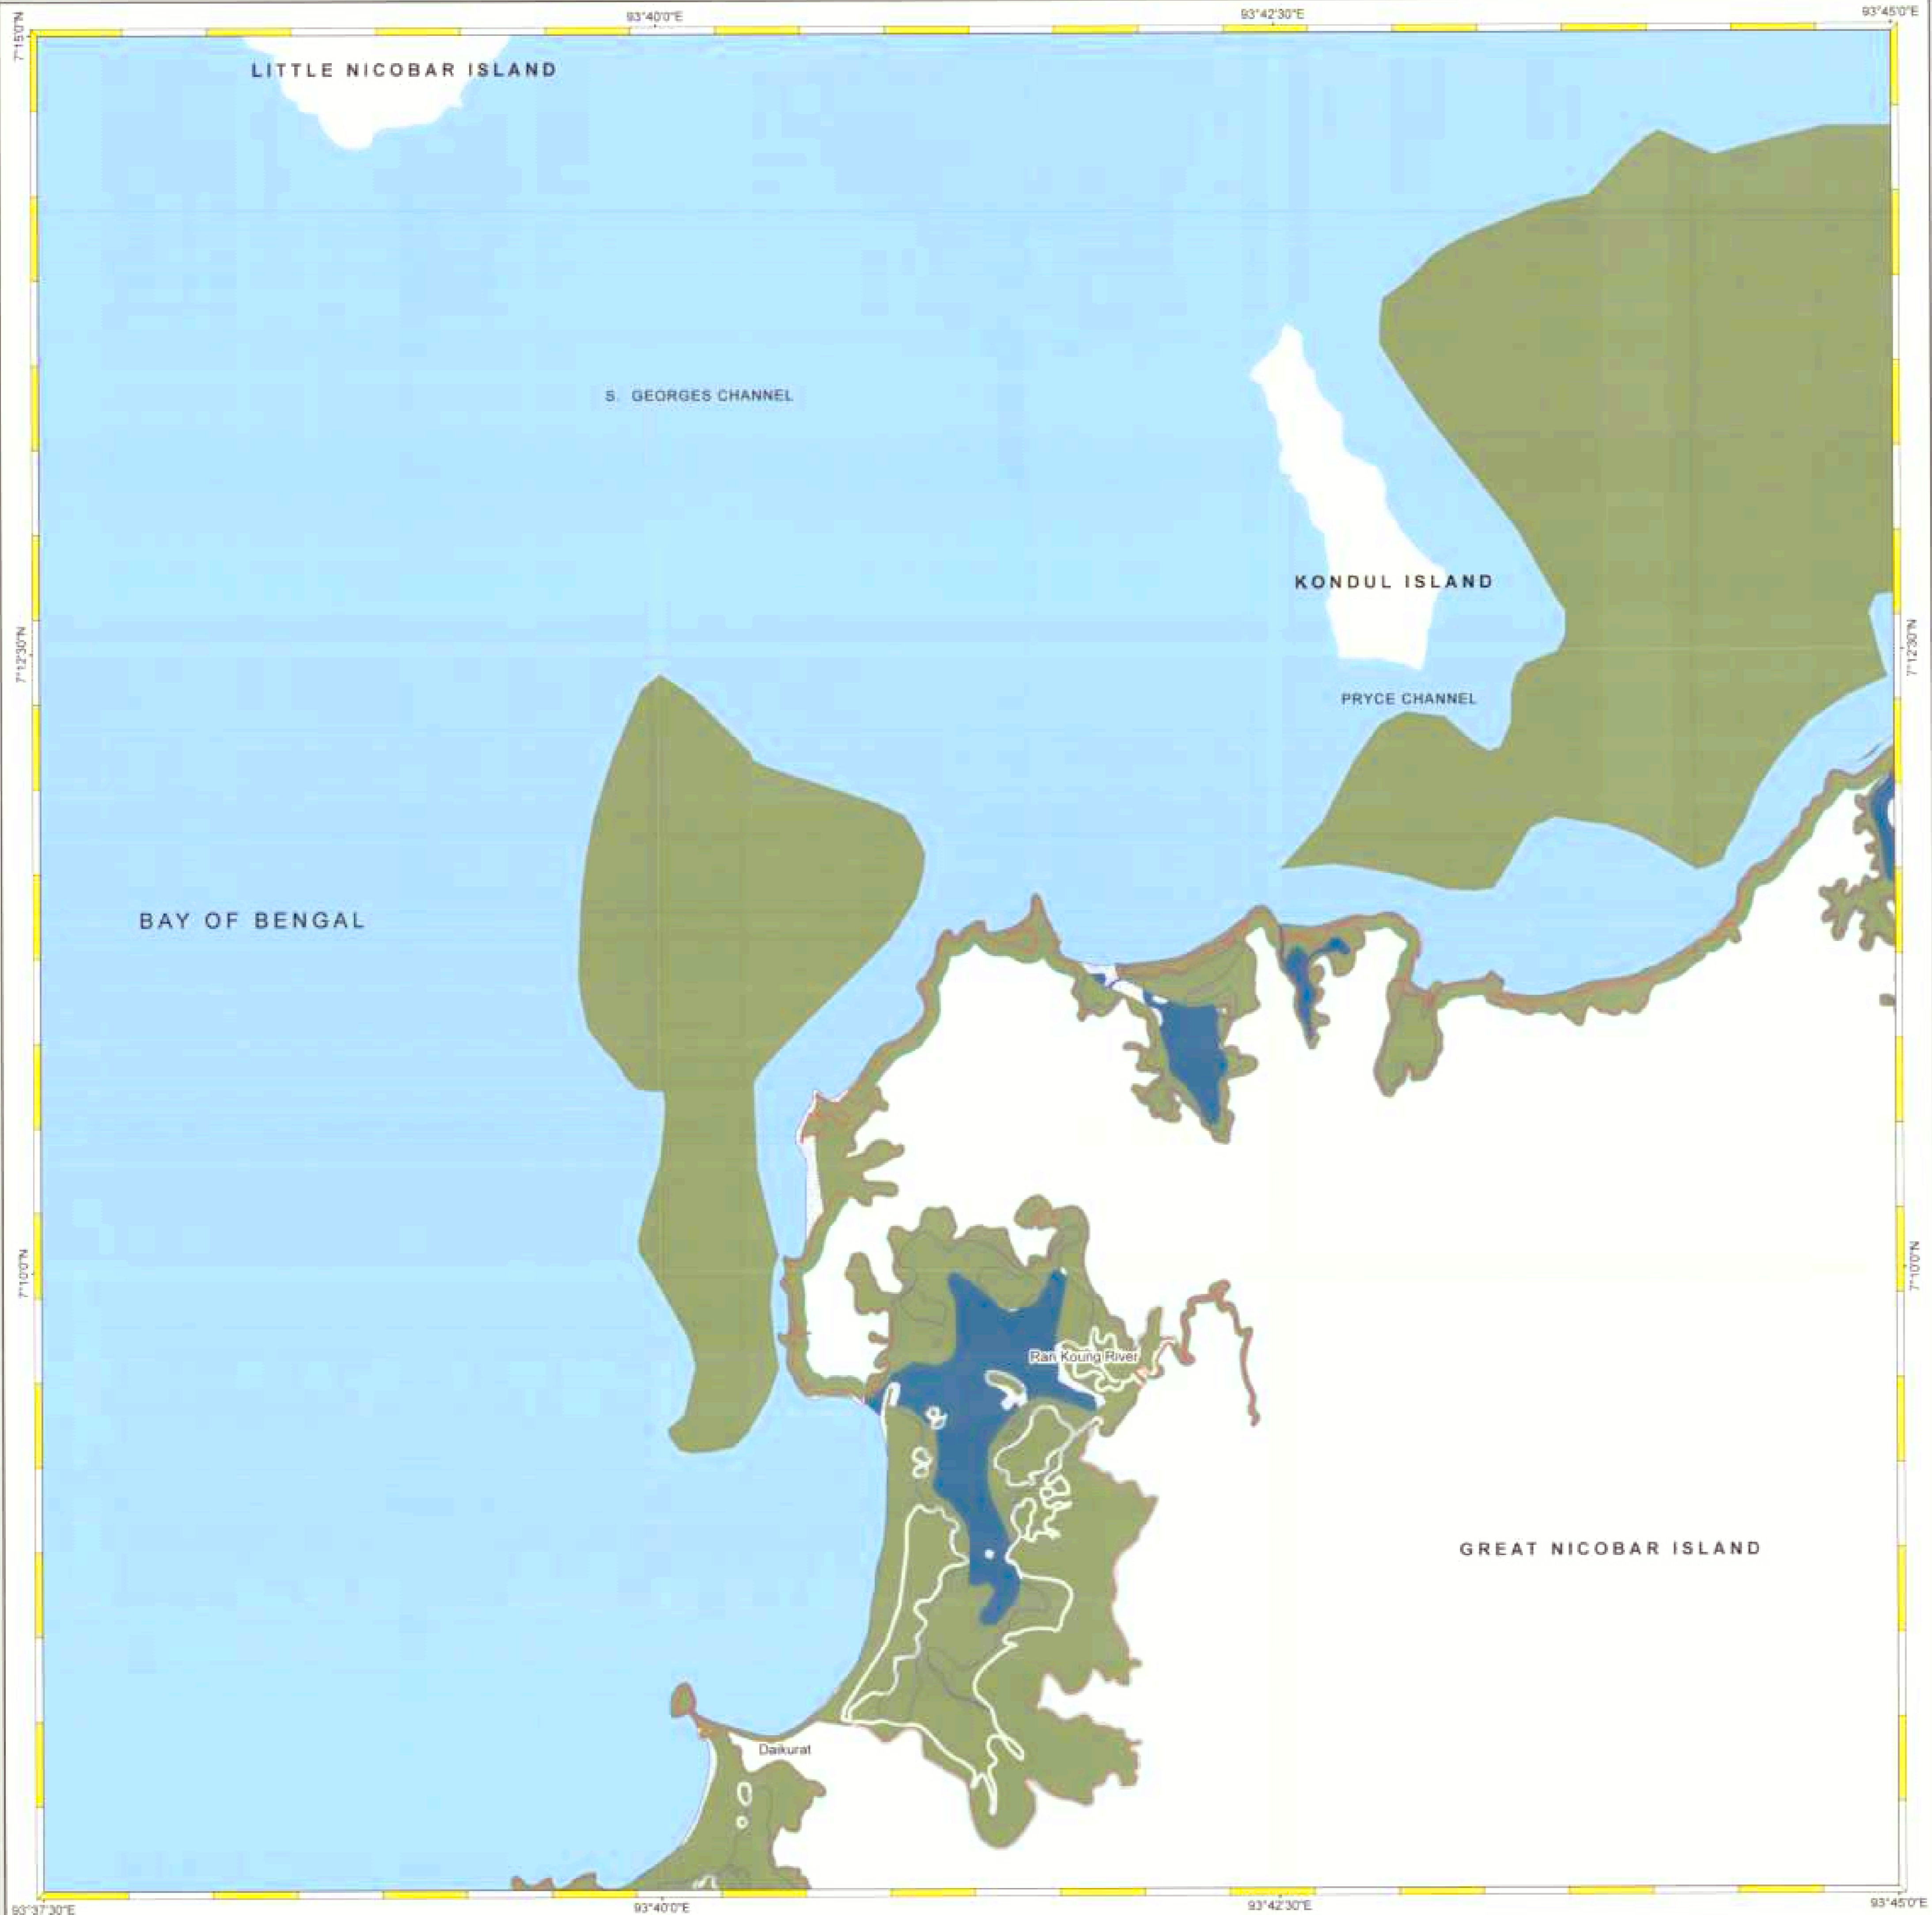 93°40'0"E
93°42'30"E
93°45'0"E
7°15'0"N
LITTLE NICOBAR ISLAND
S. GEORGES CHANNEL
KONDUL ISLAND
7°12'30"N
7°12'30"N
PRYCE CHANNEL
BAY OF BENGAL
7°10'0"N
7°10'0"N
Ran Koung River
GREAT NICOBAR ISLAND
Daikurat
93°37'30"E
93°40'0"E
93°42'30"E
93°45'0"E